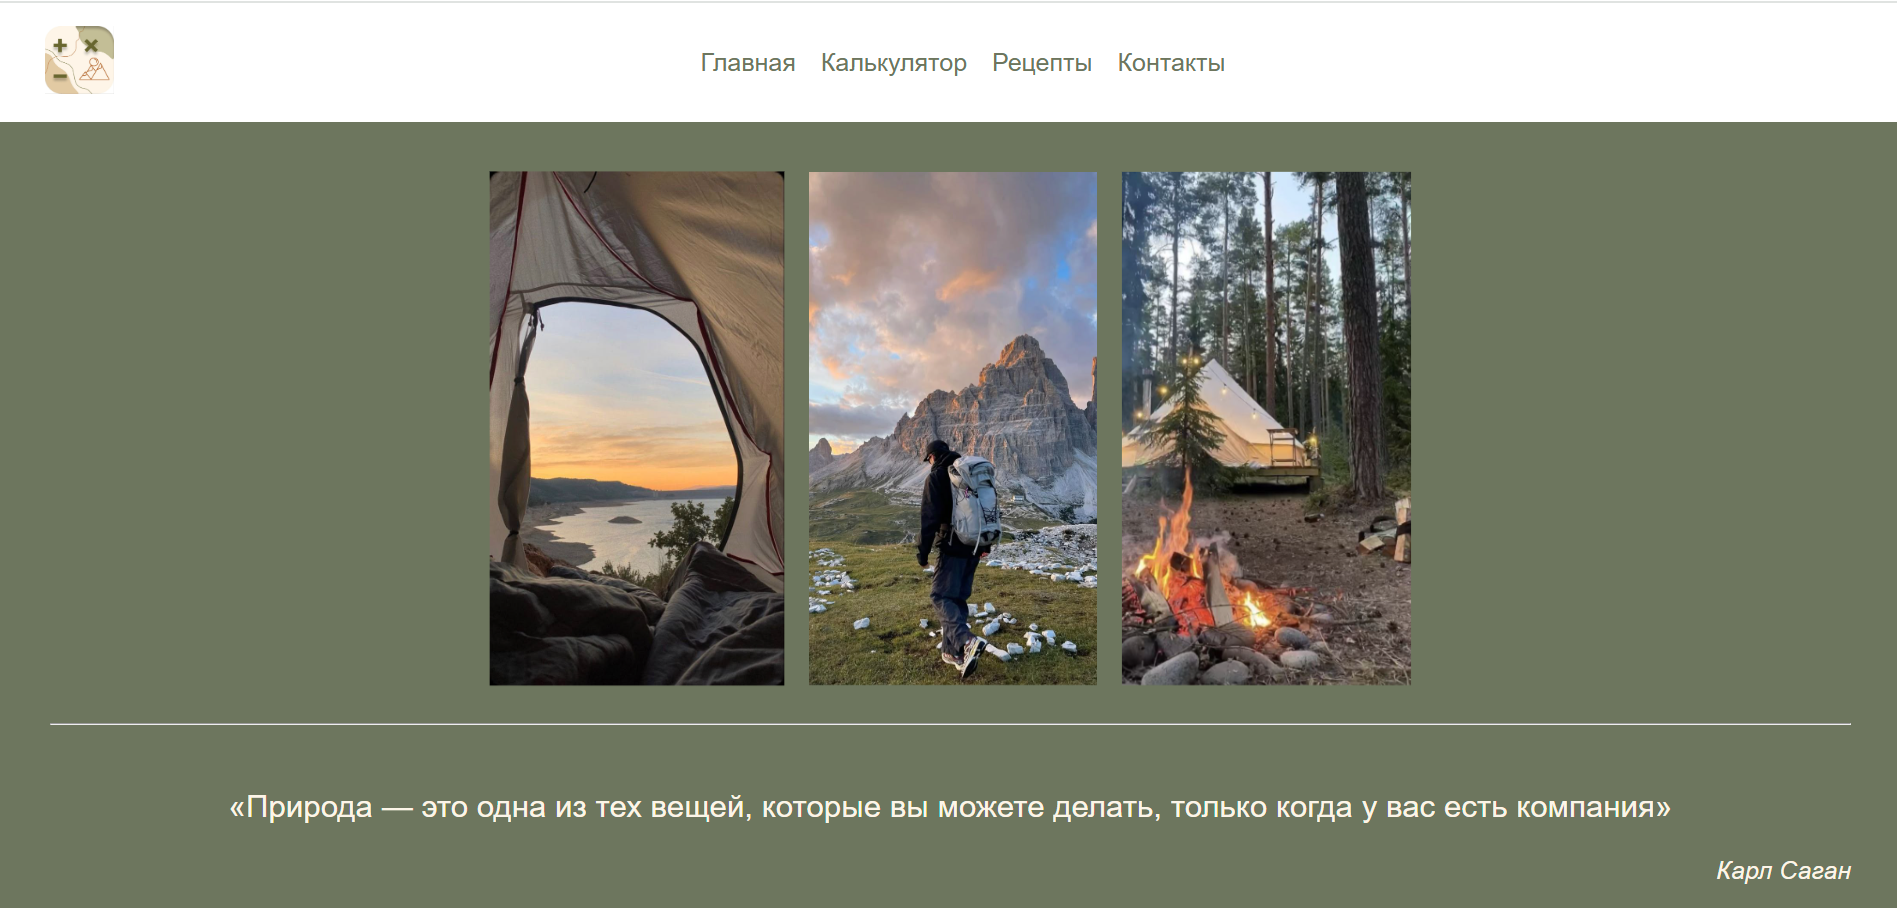 Главная Калькулятор Рецепты Контакты
«Природа — это одна из тех вещей, которые вы можете делать, только когда у вас есть компания»
Карл Саган